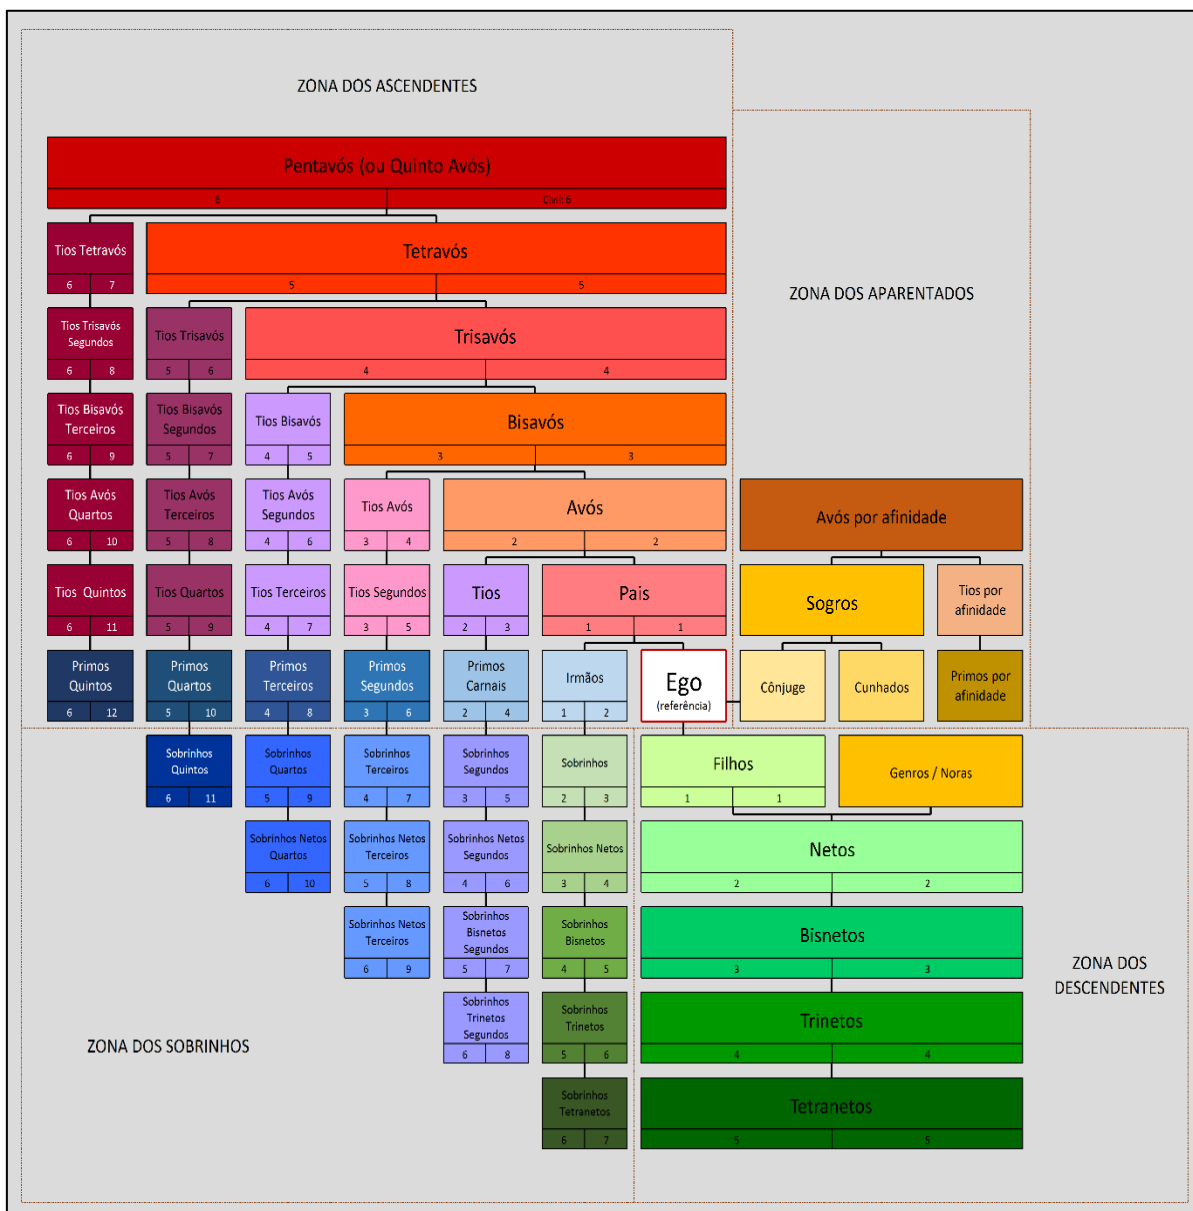 ZONA DOS ASCENDENTES
Pentavós (ou Quinto Avós)
6 Civil: 6
Tios Tetravós
6 7
Tetravós
5 5
ZONA DOS APARENTADOS
Tios Trisavós
Segundos
6 8
Tios Trisavós
5 6
Trisavós
4 4
Tios Bisavós
Terceiros
6 9
Tios Bisavós
Segundos
5 7
Tios Bisavós
4 5
Bisavós
3 3
Tios Avós
Quartos
6 10
Tios Avós
Terceiros
5 8
Tios Avós
Segundos
4 6
Tios Avós
3 4
Avós
2 2
Avós por afinidade
Tios Quintos
6 11
Tios Quartos
5 9
Tios Terceiros
4 7
Tios Segundos
3 5
Tios
2 3
Pais
1 1
Sogros
Tios por
afinidade
Primos
Quintos
6 12
Primos
Quartos
5 10
Primos
Terceiros
4 8
Primos
Segundos
3 6
Primos
Carnais
2 4
Irmãos
1 2
Ego
(referência)
Cônjuge
Cunhados
Primos por
afinidade
Sobrinhos
Quintos
6 11
Sobrinhos
Quartos
5 9
Sobrinhos
Terceiros
4 7
Sobrinhos
Segundos
3 5
Sobrinhos
2 3
Filhos
1 1
Genros / Noras
Sobrinhos Netos
Quartos
6 10
Sobrinhos Netos
Terceiros
5 8
Sobrinhos Netos
Segundos
4 6
Sobrinhos Netos
3 4
Netos
2 2
Sobrinhos Netos
Terceiros
6 9
Sobrinhos
Bisnetos
Segundos
5 7
Sobrinhos
Bisnetos
4 5
Bisnetos
3 3
ZONA DOS
DESCENDENTES
ZONA DOS SOBRINHOS
Sobrinhos
Trinetos
Segundos
6 8
Sobrinhos
Trinetos
5 6
Trinetos
4 4
Sobrinhos
Tetranetos
6 7
Tetranetos
5 5